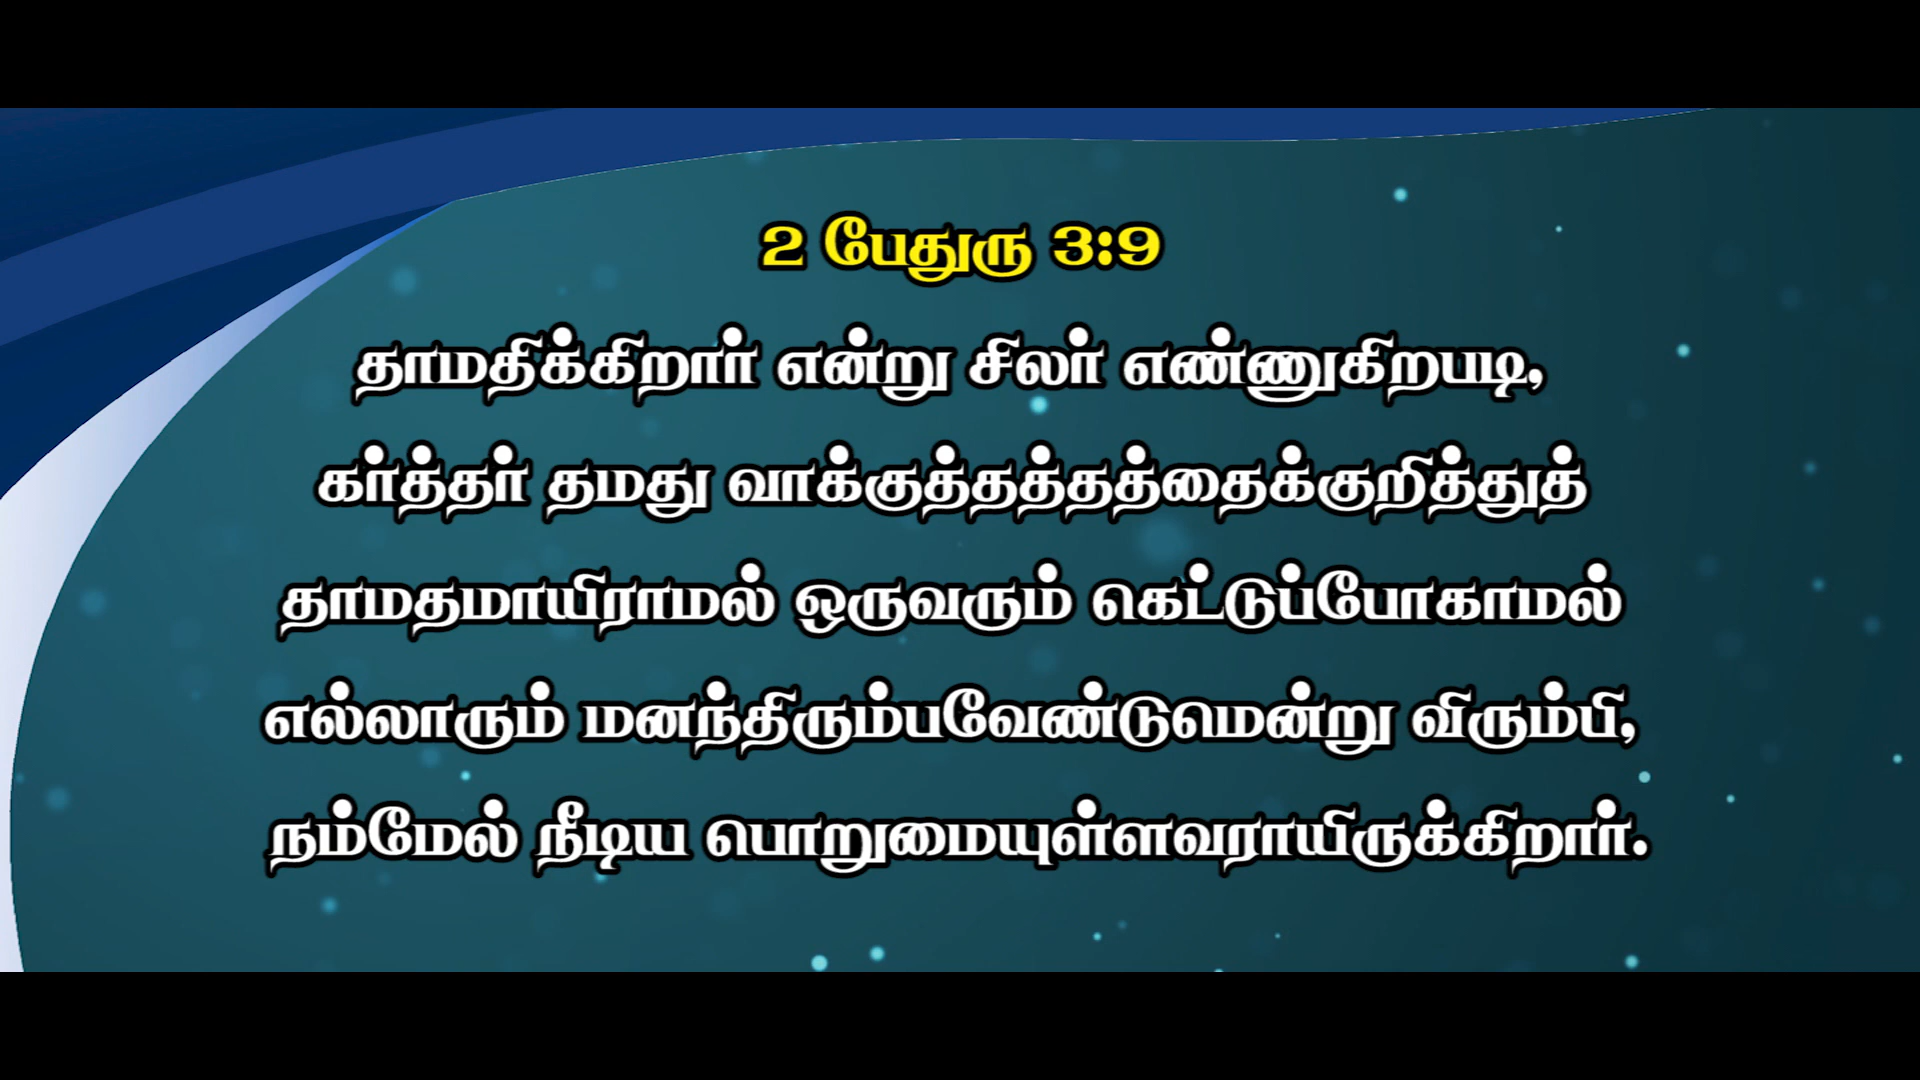 2 பேதுரு 3:9
தாமதிக்கிறார் என்று சிலர் எண்ணுகிறபடி,
கர்த்தர் தமது வாக்குத்தத்தத்தைக்குறித்துத்
தாமதமாயிராமல் ஒருவரும் கெட்டுப்போகாமல்
எல்லாரும் மனந்திரும்பவேண்டுமென்று விரும்பி,
நம்மேல் நீடிய பொறுமையுள்ளவராயிருக்கிறார்.